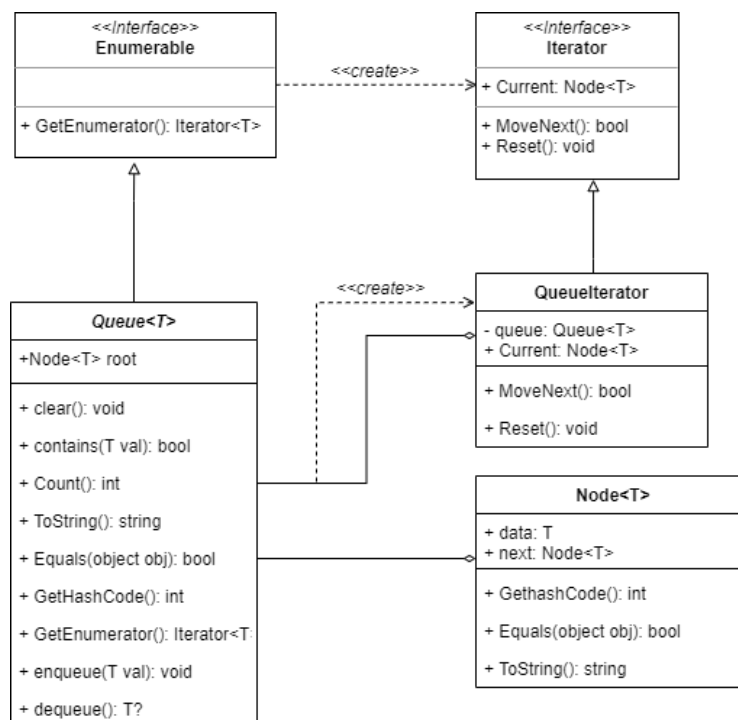 <<Interface>>
Enumerable
+ GetEnumerator(): Iterator<T>
<<create>>
<<Interface>>
Iterator
+ Current: Node<T>
+ MoveNext(): bool
+ Reset(): void
<<create>>
Queue<T>
+Node<T> root
+ clear(): void
+ contains(T val): bool
+ Count(): int
+ ToString(): string
+ Equals(object obj): bool
+ GetHashCode(): int
+ GetEnumerator(): Iterator<T
+ enqueue(T val): void
+ dequeue(): T?
QueueIterator
- queue: Queue<T>
+ Current: Node<T>
+ MoveNext(): bool
+ Reset(): void
Node<T>
+ data: T
+ next: Node<T>
+ GethashCode(): int
+ Equals(object obj): bool
+ ToString(): string